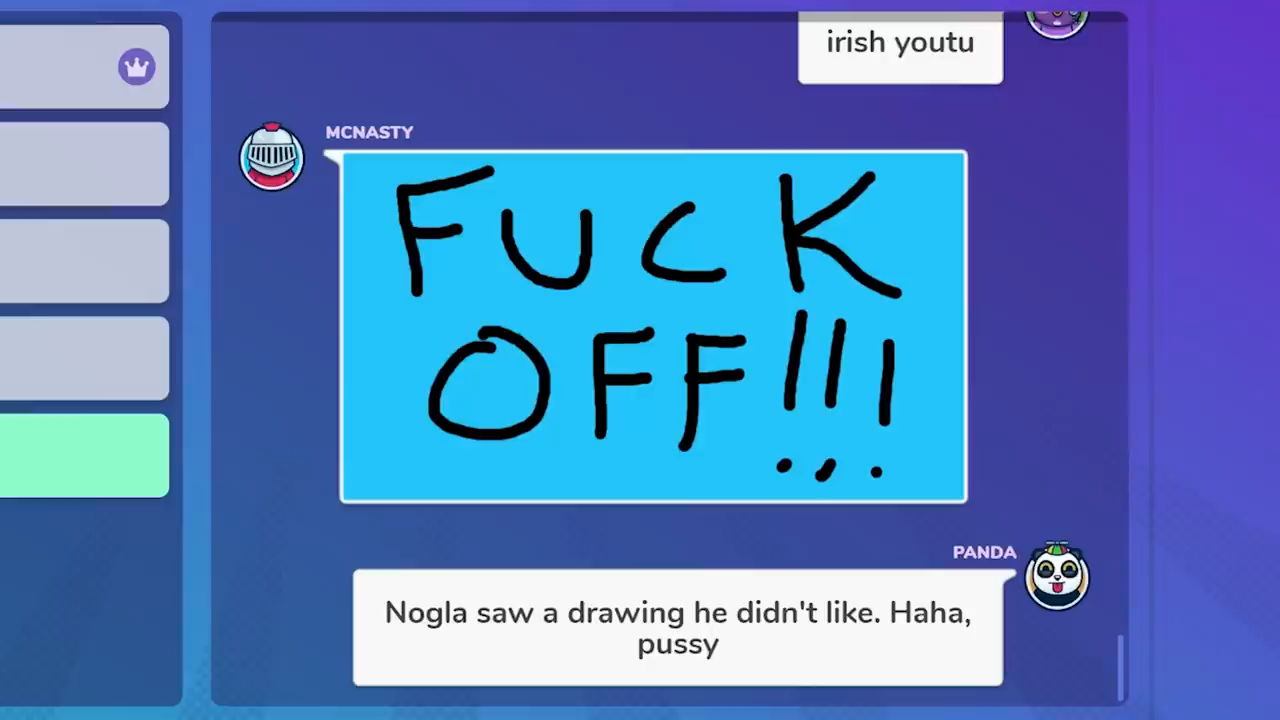 irish youtu
MCNASTY
FUCK
OFF!!!
PANDA
Nogla saw a drawing he didn't like. Haha,
pussy